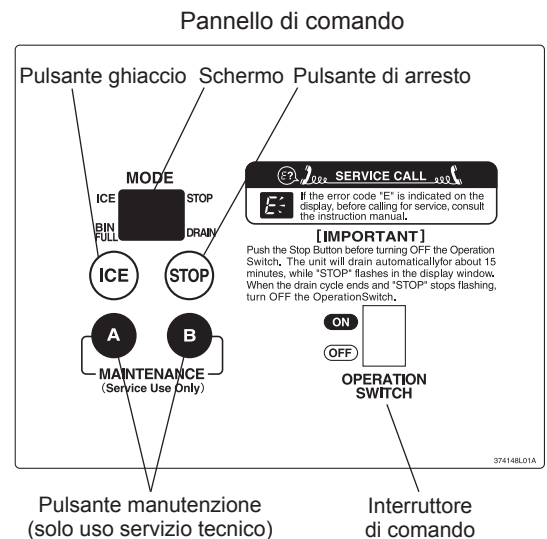 Pannello di comando
Pulsante ghiaccio
Schermo
Pulsante di arresto
MODE
ICE
STOP
BIN
FULL
DRAIN
ICE
STOP
A
B
MAINTENANCE
(Service Use Only)
E?
SERVICE CALL
E:
If the error code "E" is indicated on the
display, before calling for service, consult
the instruction manual.
[IMPORTANT]
Push the Stop Button before turning OFF the Operation
Switch. The unit will drain automaticallyfor about 15
minutes, while "STOP" flashes in the display window.
When the drain cycle ends and "STOP" stops flashing,
turn OFF the OperationSwitch.
ON
OFF
OPERATION
SWITCH
374148L01A
Pulsante manutenzione
(solo uso servizio tecnico)
Interruttore
di comando